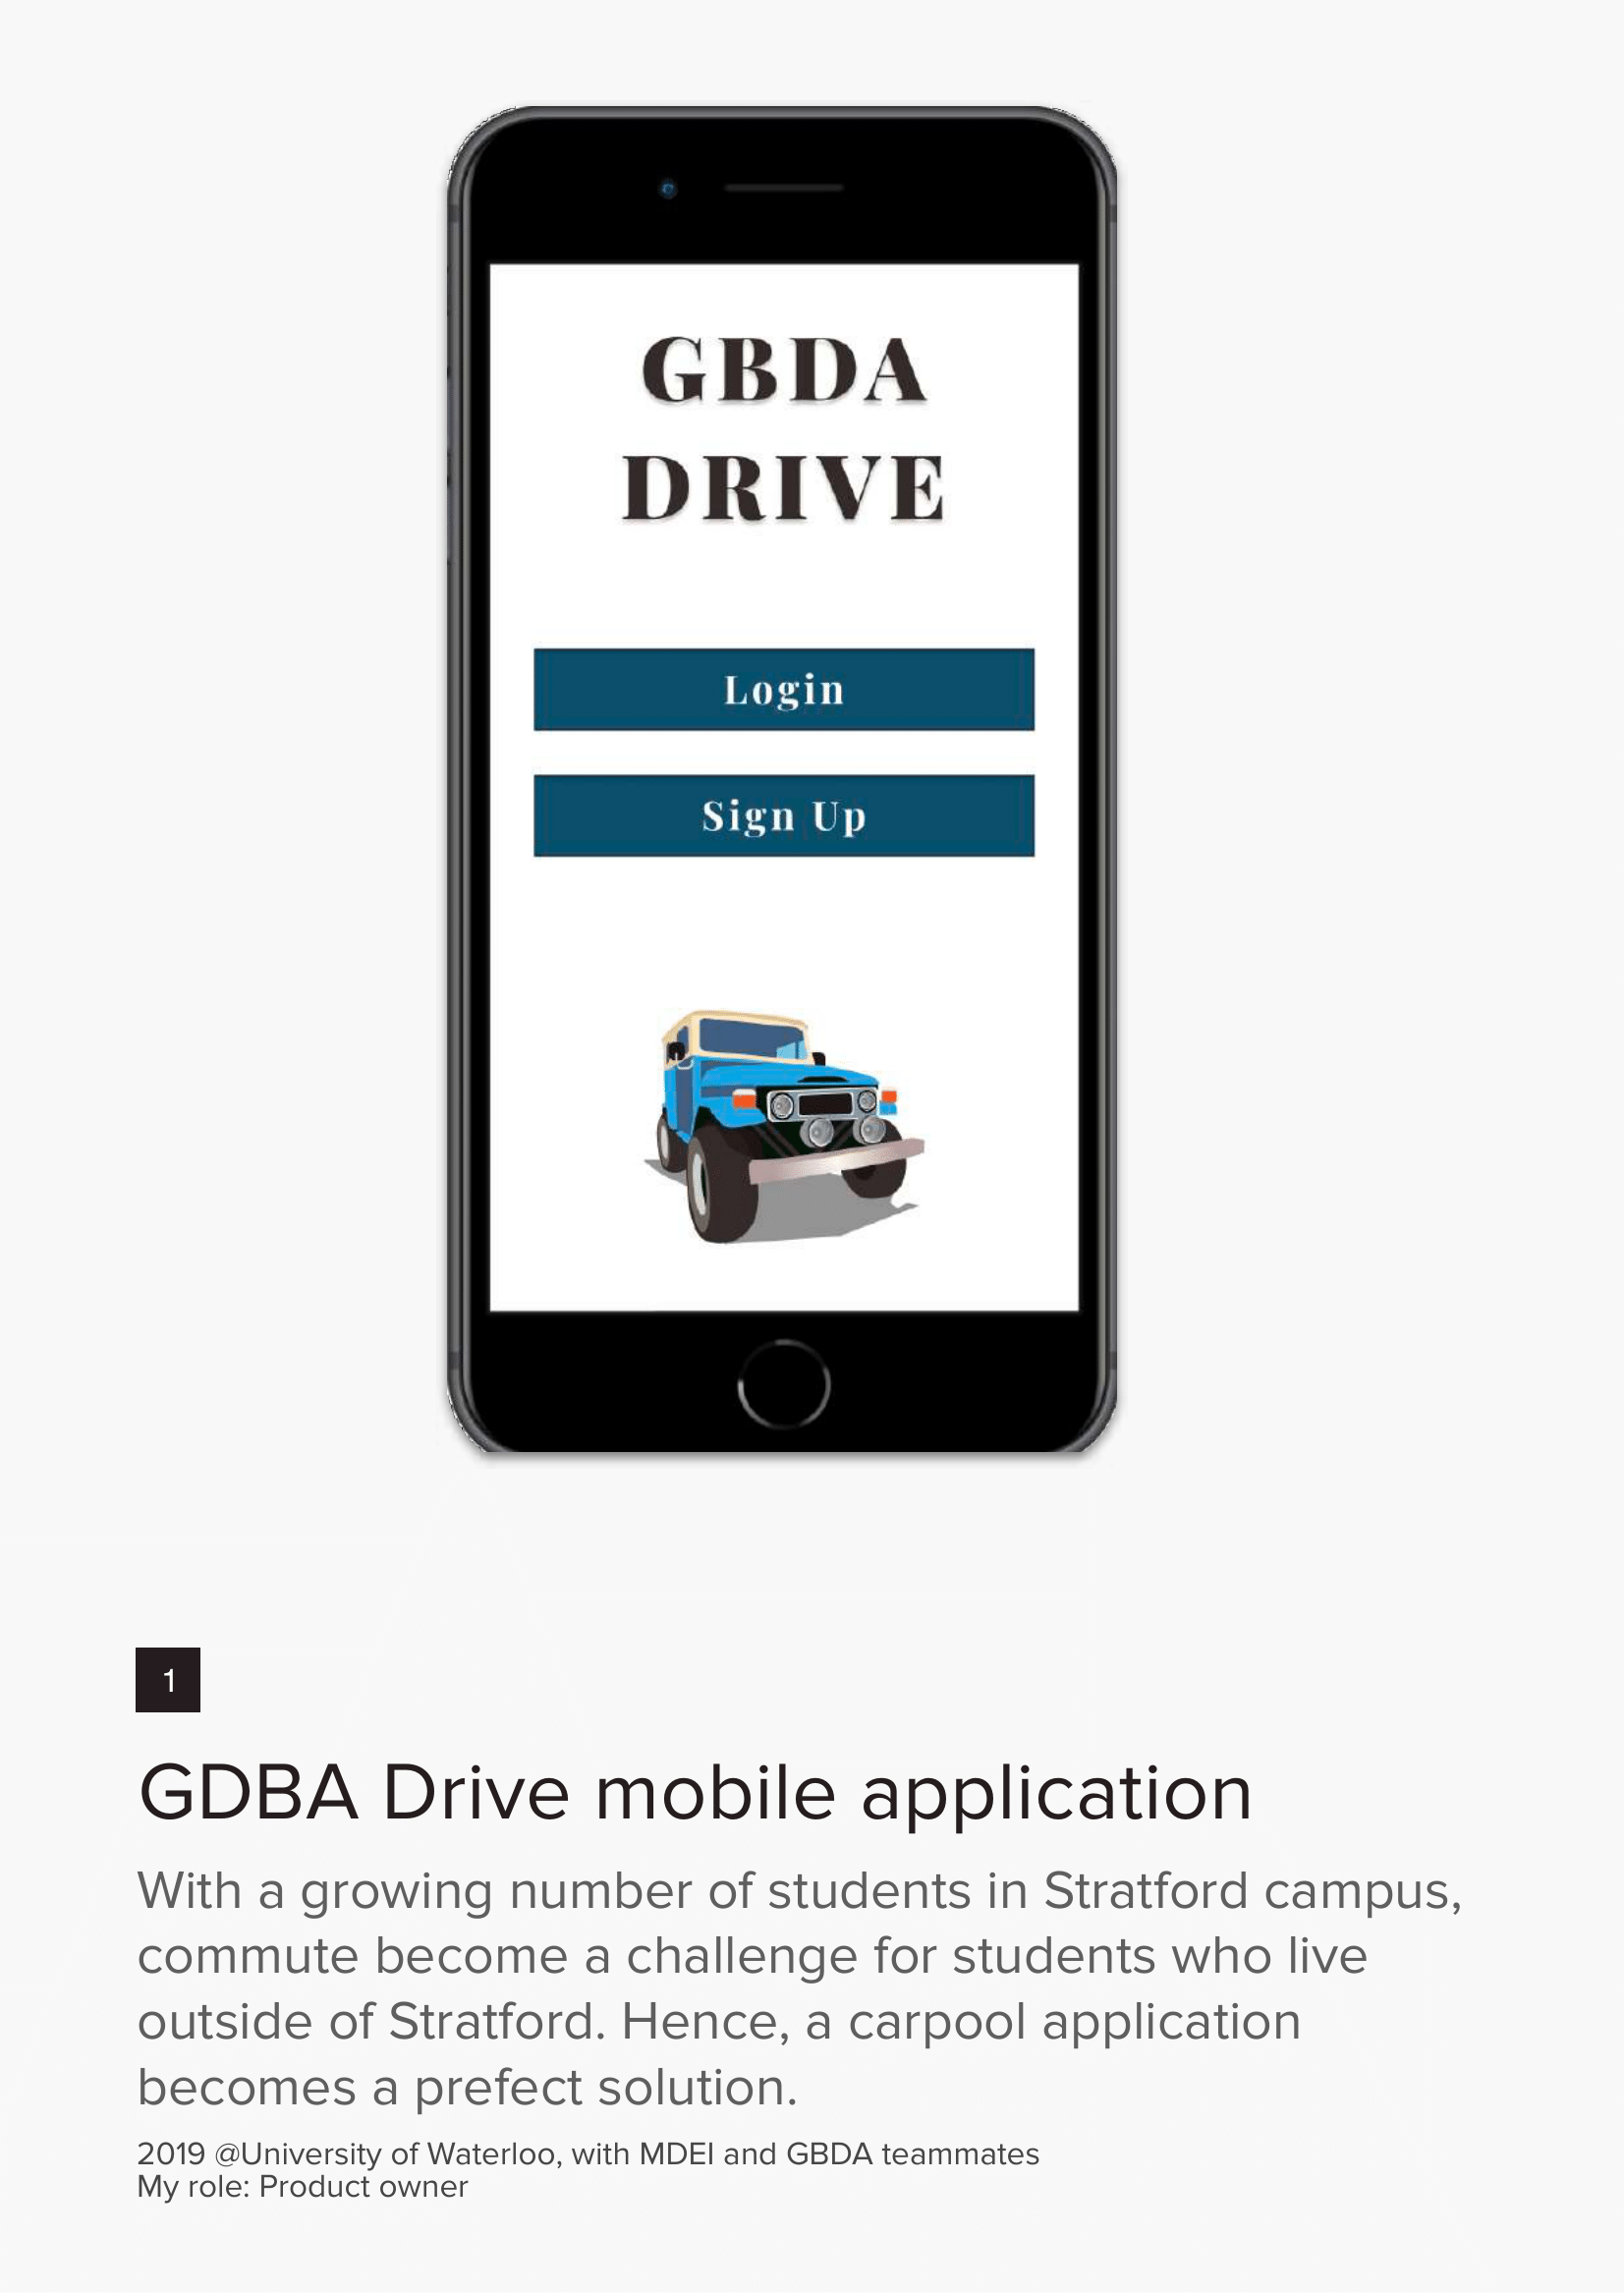 GBDA
DRIVE
Login
Sign Up
1
GDBA Drive mobile application
With a growing number of students in Stratford campus,
commute become a challenge for students who live
outside of Stratford. Hence, a carpool application
becomes a prefect solution.
2019 @University of Waterloo, with MDEI and GBDA teammates
My role: Product owner